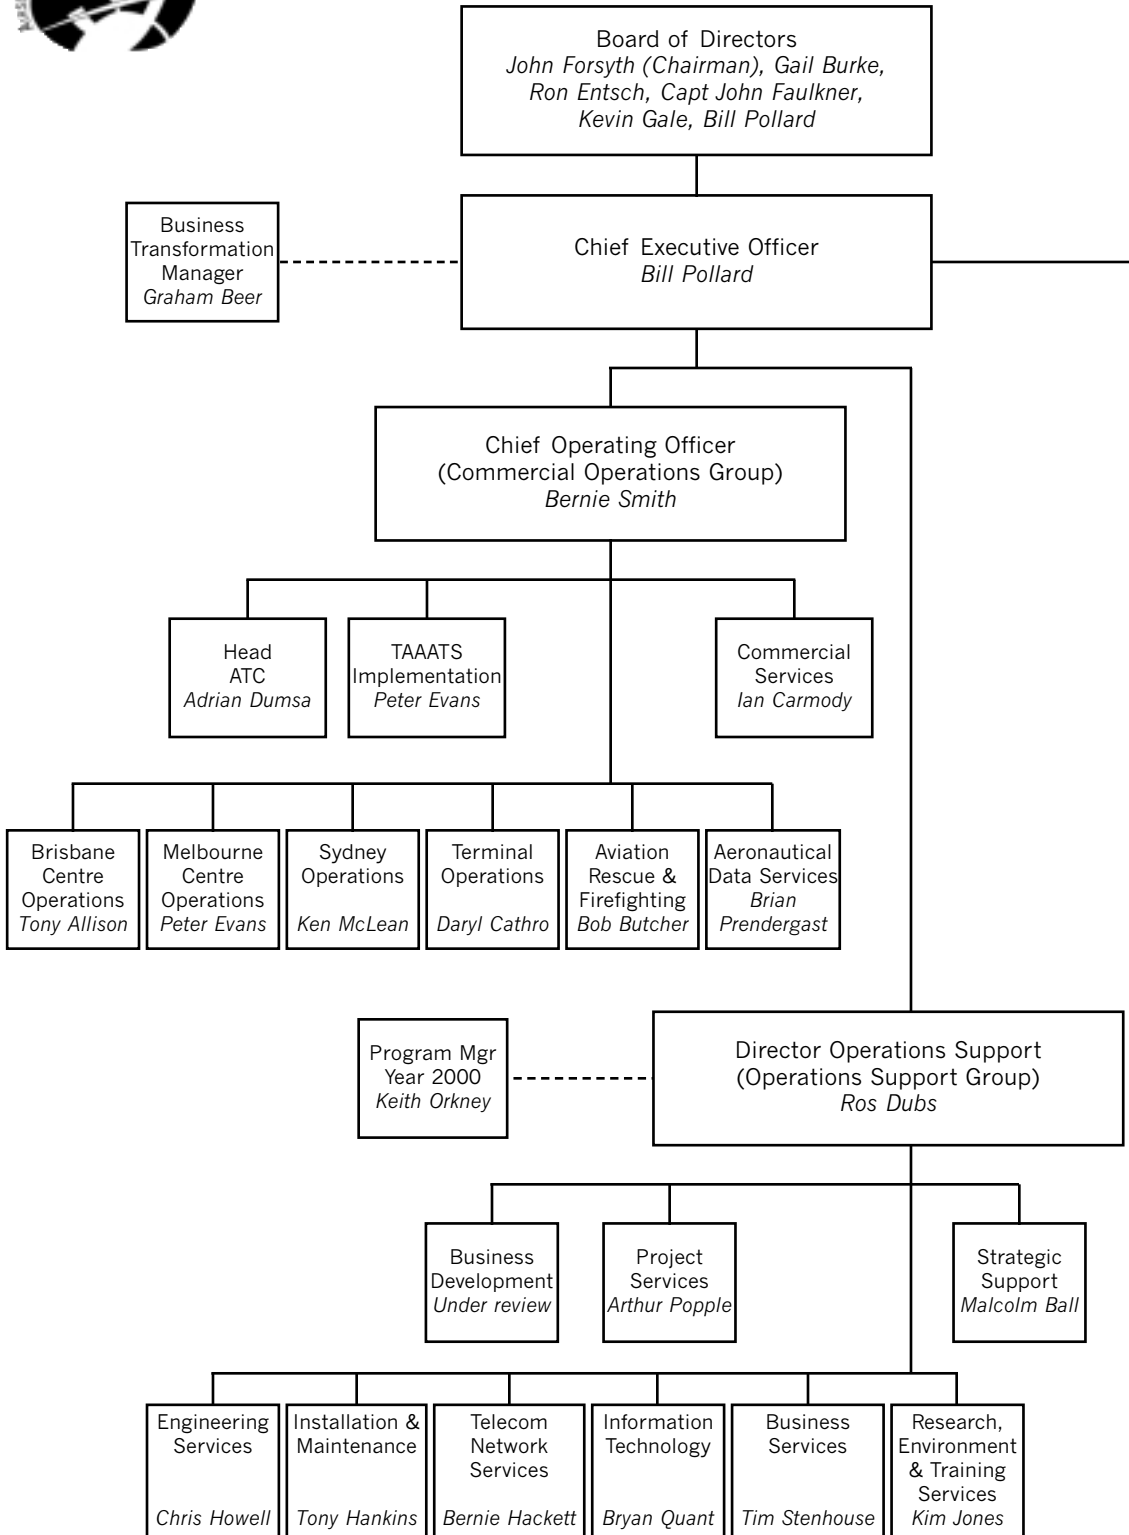 Board of Directors
John Forsyth (Chairman), Gail Burke,
Ron Entsch, Capt John Faulkner,
Kevin Gale, Bill Pollard
Business
Transformation
Manager
Graham Beer
Chief Executive Officer
Bill Pollard
Chief Operating Officer
(Commercial Operations Group)
Bernie Smith
Head
ATC
Adrian Dumsa
TAAATS
Implementation
Peter Evans
Commercial
Services
Ian Carmody
Brisbane
Centre
Operations
Tony Allison
Melbourne
Centre
Operations
Peter Evans
Sydney
Operations
Ken McLean
Terminal
Operations
Daryl Cathro
Aviation
Rescue &
Firefighting
Bob Butcher
Aeronautical
Data Services
Brian
Prendergast
Program Mgr
Year 2000
Keith Orkney
Director Operations Support
(Operations Support Group)
Ros Dubs
Business
Development
Under review
Project
Services
Arthur Popple
Strategic
Support
Malcolm Ball
Engineering
Services
Chris Howell
Installation &
Maintenance
Tony Hankins
Telecom
Network
Services
Bernie Hackett
Information
Technology
Bryan Quant
Business
Services
Tim Stenhouse
Research,
Environment
& Training
Services
Kim Jones